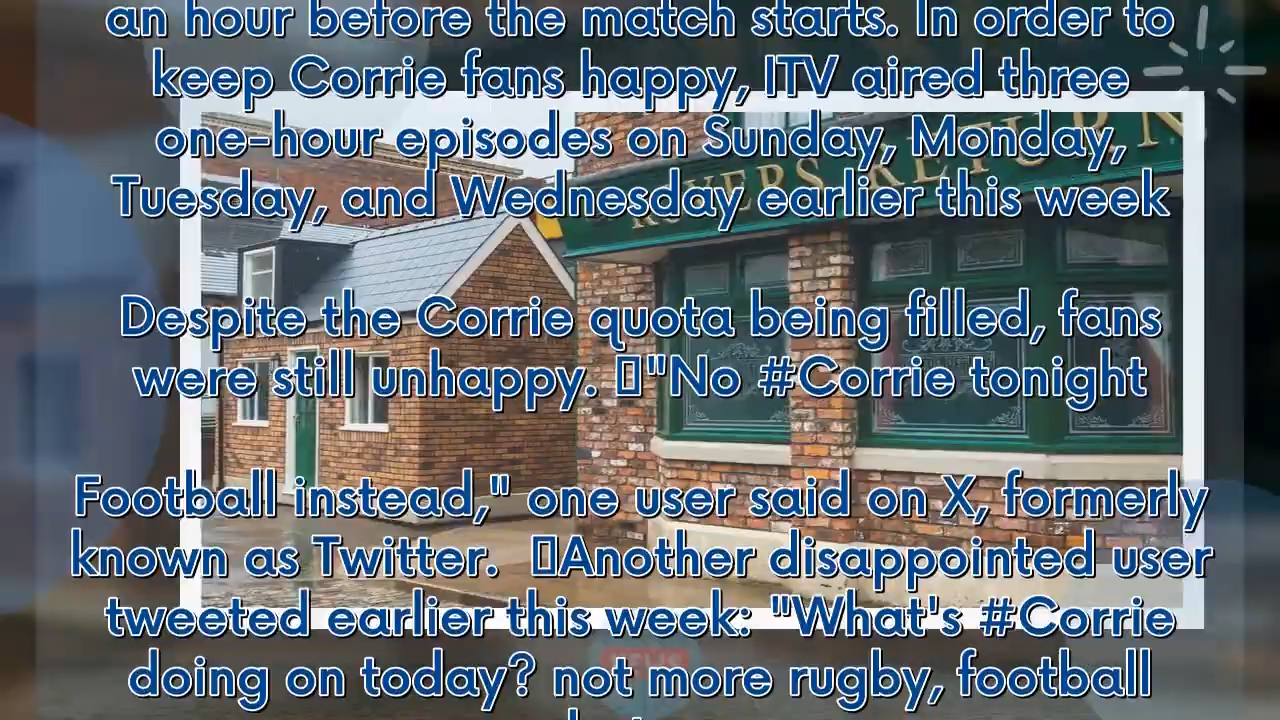 an hour before the match starts. In order to
keep Corrie fans happy, ITV aired three
one-hour episodes on Sunday, Monday,
Tuesday, and Wednesday earlier this week
Despite the Corrie quota being filled, fans
were still unhappy. "No #Corrie tonight
Football instead," one user said on X, formerly
known as Twitter. Another disappointed user
tweeted earlier this week: "What's #Corrie
doing on today? not more rugby, football
ROVERS RETURN
NEWS